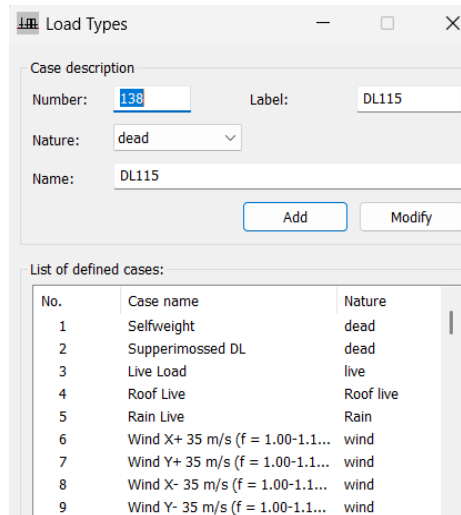 Load Types
Case description
Number: 138 Label: DL115
Nature: dead
Name: DL115
Add Modify
List of defined cases:
No. Case name Nature
1 Selfweight dead
2 Supperimossed DL dead
3 Live Load live
4 Roof Live Roof live
5 Rain Live Rain
6 Wind X+ 35 m/s (f = 1.00-1.1... wind
7 Wind Y+ 35 m/s (f = 1.00-1.1... wind
8 Wind X- 35 m/s (f = 1.00-1.1... wind
9 Wind Y- 35 m/s (f = 1.00-1.1... wind